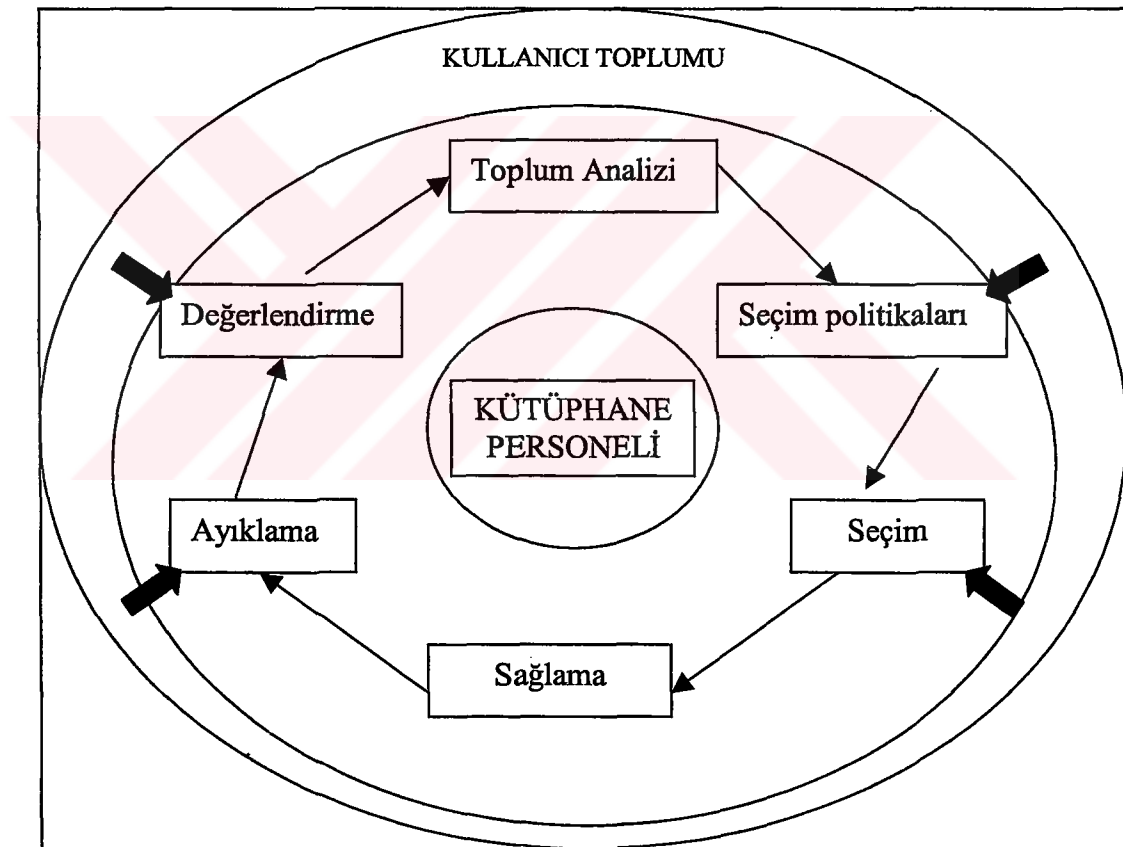 KULLANICI TOPLUMU
Toplum Analizi
Değerlendirme
Seçim politikaları
KÜTÜPHANE
PERSONELİ
Ayıklama
Seçim
Sağlama